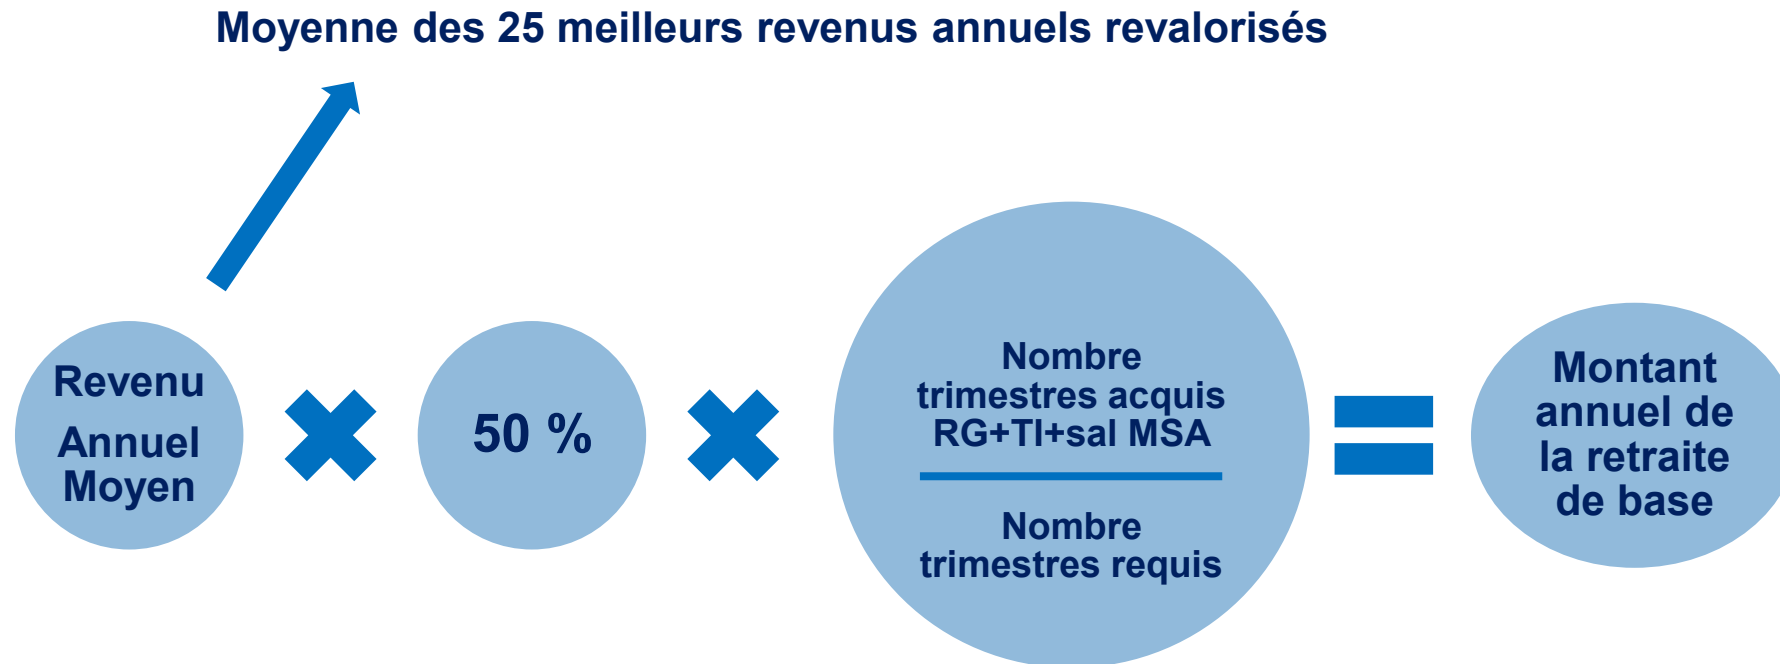 Moyenne des 25 meilleurs revenus annuels revalorisés
Revenu
Annuel
Moyen
50 %
Nombre
trimestres acquis
RG+TI+sal MSA
Nombre
trimestres requis
Montant
annuel de
la retraite
de base